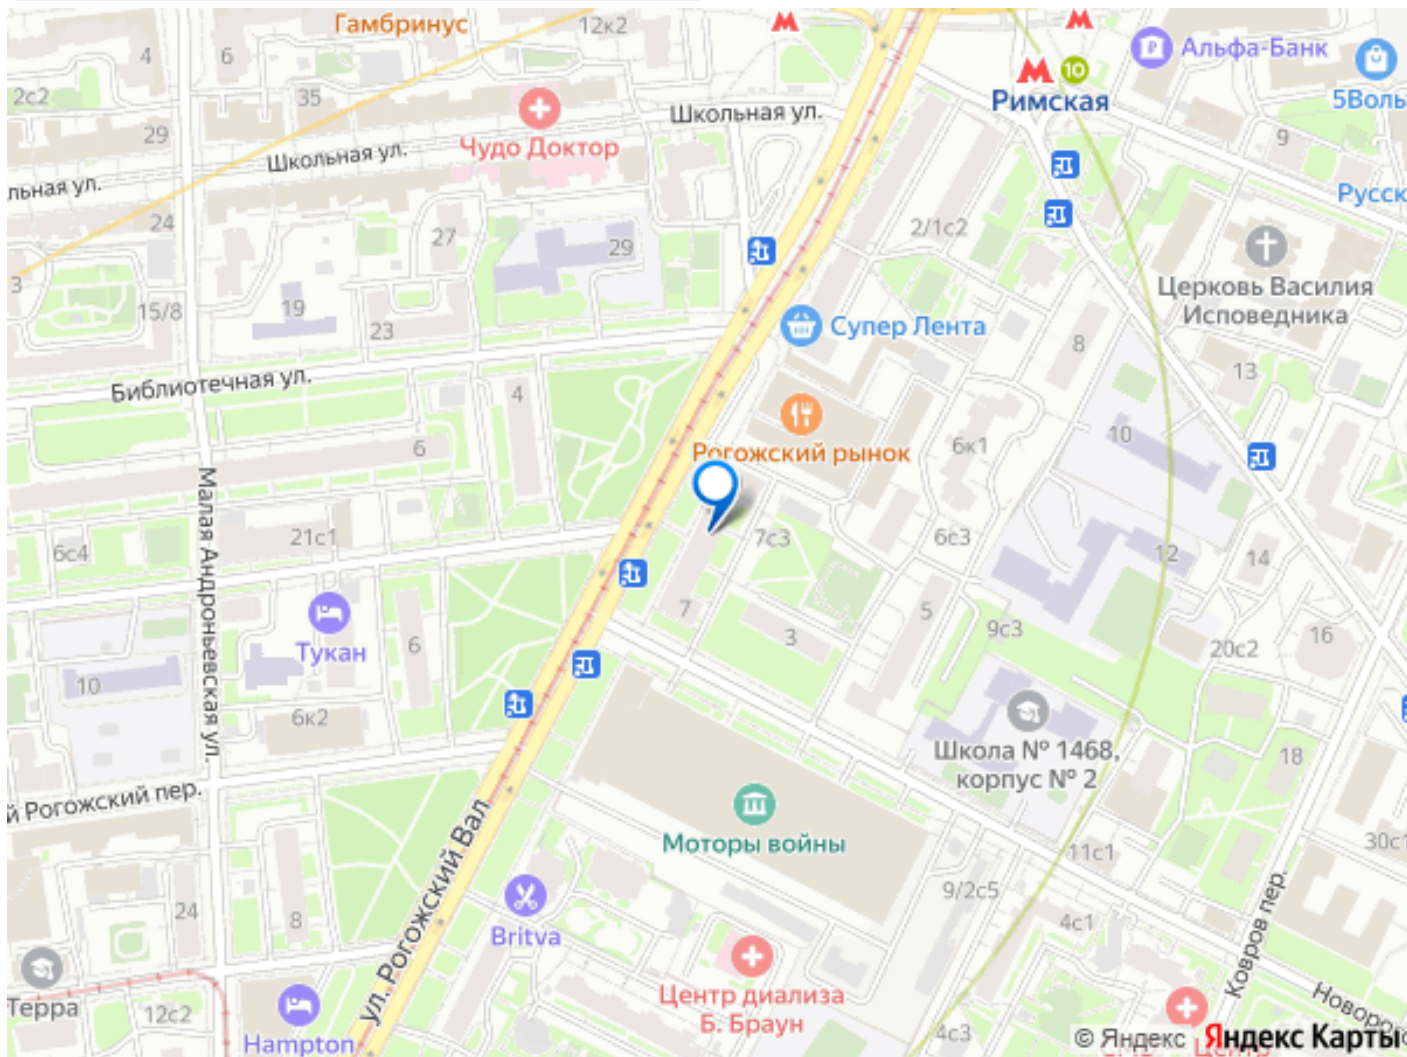 Гамбринус
12к2
4
6
Альфа-Банк
10
Римская
2с2
35
5Воль
Школьная ул.
29
Чудо Доктор
9
Школьная ул.
льная ул.
Русск
24
2/1с2
27
29
Церковь Василия
Исповедника
3
15/8
19
23
Супер Лента
8
13
Библиотечная ул.
4
10
6
Рогожский рынок
6к1
Малая Андроньевская ул.
21с1
7с3
6с3
6с4
12
14
7
3
5
9с3
16
Тукан
6
20с2
10
6к2
Школа № 1468,
корпус № 2
18
й Рогожский пер.
Моторы войны
ул. Рогожский Вал
11с1
30с1
9/2с5
24
8
4с1
Britva
Ковров пер.
Терра
12с2
Центр диализа
Б. Браун
Новорог
Hampton
4с3
© Яндекс Яндекс Карты